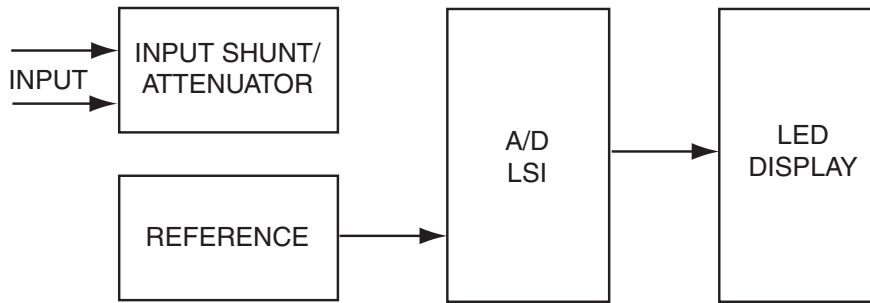 INPUT
INPUT SHUNT/
ATTENUATOR
REFERENCE
A/D
LSI
LED
DISPLAY